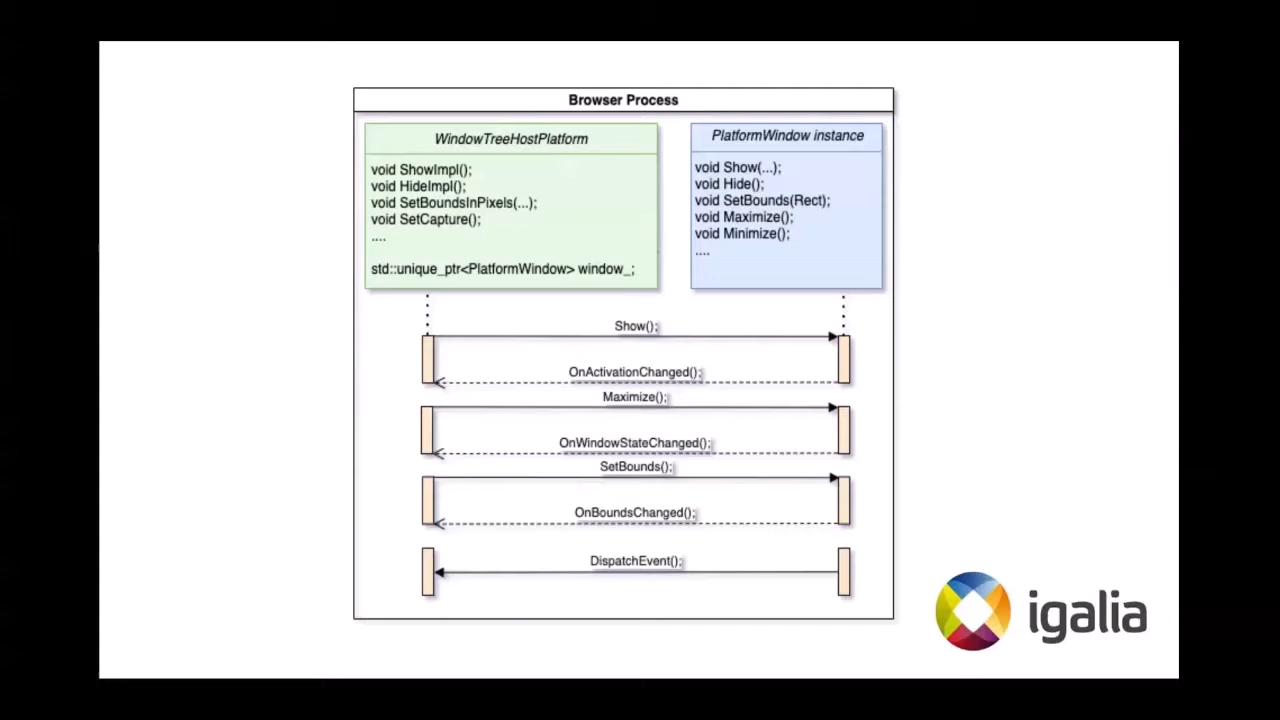 Browser Process
WindowTreeHostPlatform
void ShowImpl();
void HideImpl();
void SetBoundsInPixels(...);
void SetCapture();
....
std::unique_ptr<PlatformWindow> window_;
PlatformWindow instance
void Show(...);
void Hide();
void SetBounds(Rect);
void Maximize();
void Minimize();
....
Show();
OnActivationChanged();
Maximize();
OnWindowStateChanged();
SetBounds();
OnBoundsChanged();
DispatchEvent();
igalia